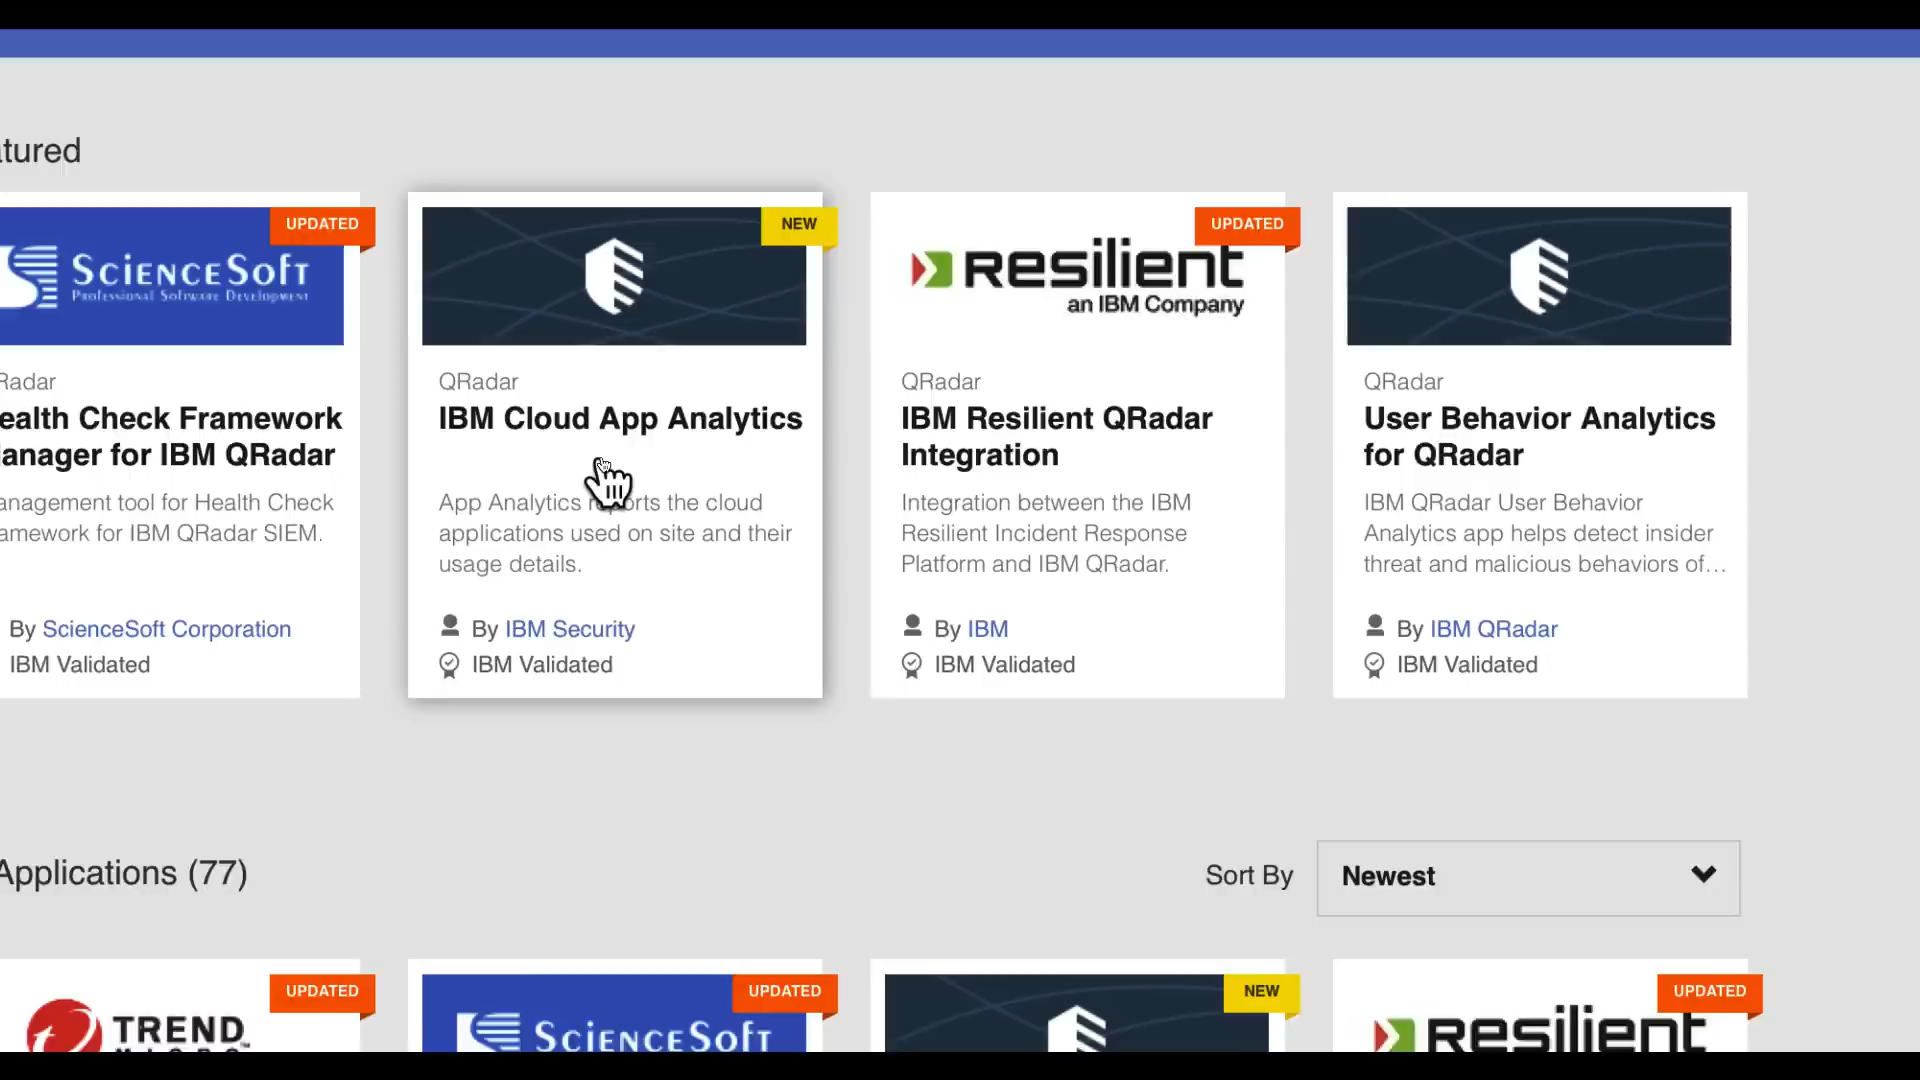 atured
UPDATED
SCIENCESOFT
Professional Software Development
Radar
ealth Check Framework
anager for IBM QRadar
anagement tool for Health Check
amework for IBM QRadar SIEM.
By ScienceSoft Corporation
IBM Validated
NEW
QRadar
IBM Cloud App Analytics
App Analytics reports the cloud
applications used on site and their
usage details.
By IBM Security
IBM Validated
UPDATED
resilient
an IBM Company
QRadar
IBM Resilient QRadar
Integration
Integration between the IBM
Resilient Incident Response
Platform and IBM QRadar.
By IBM
IBM Validated
QRadar
User Behavior Analytics
for QRadar
IBM QRadar User Behavior
Analytics app helps detect insider
threat and malicious behaviors of...
By IBM QRadar
IBM Validated
Applications (77)
Sort By
Newest
UPDATED
TREND
MICRO
UPDATED
SCIENCESOFT
NEW
UPDATED
resilient